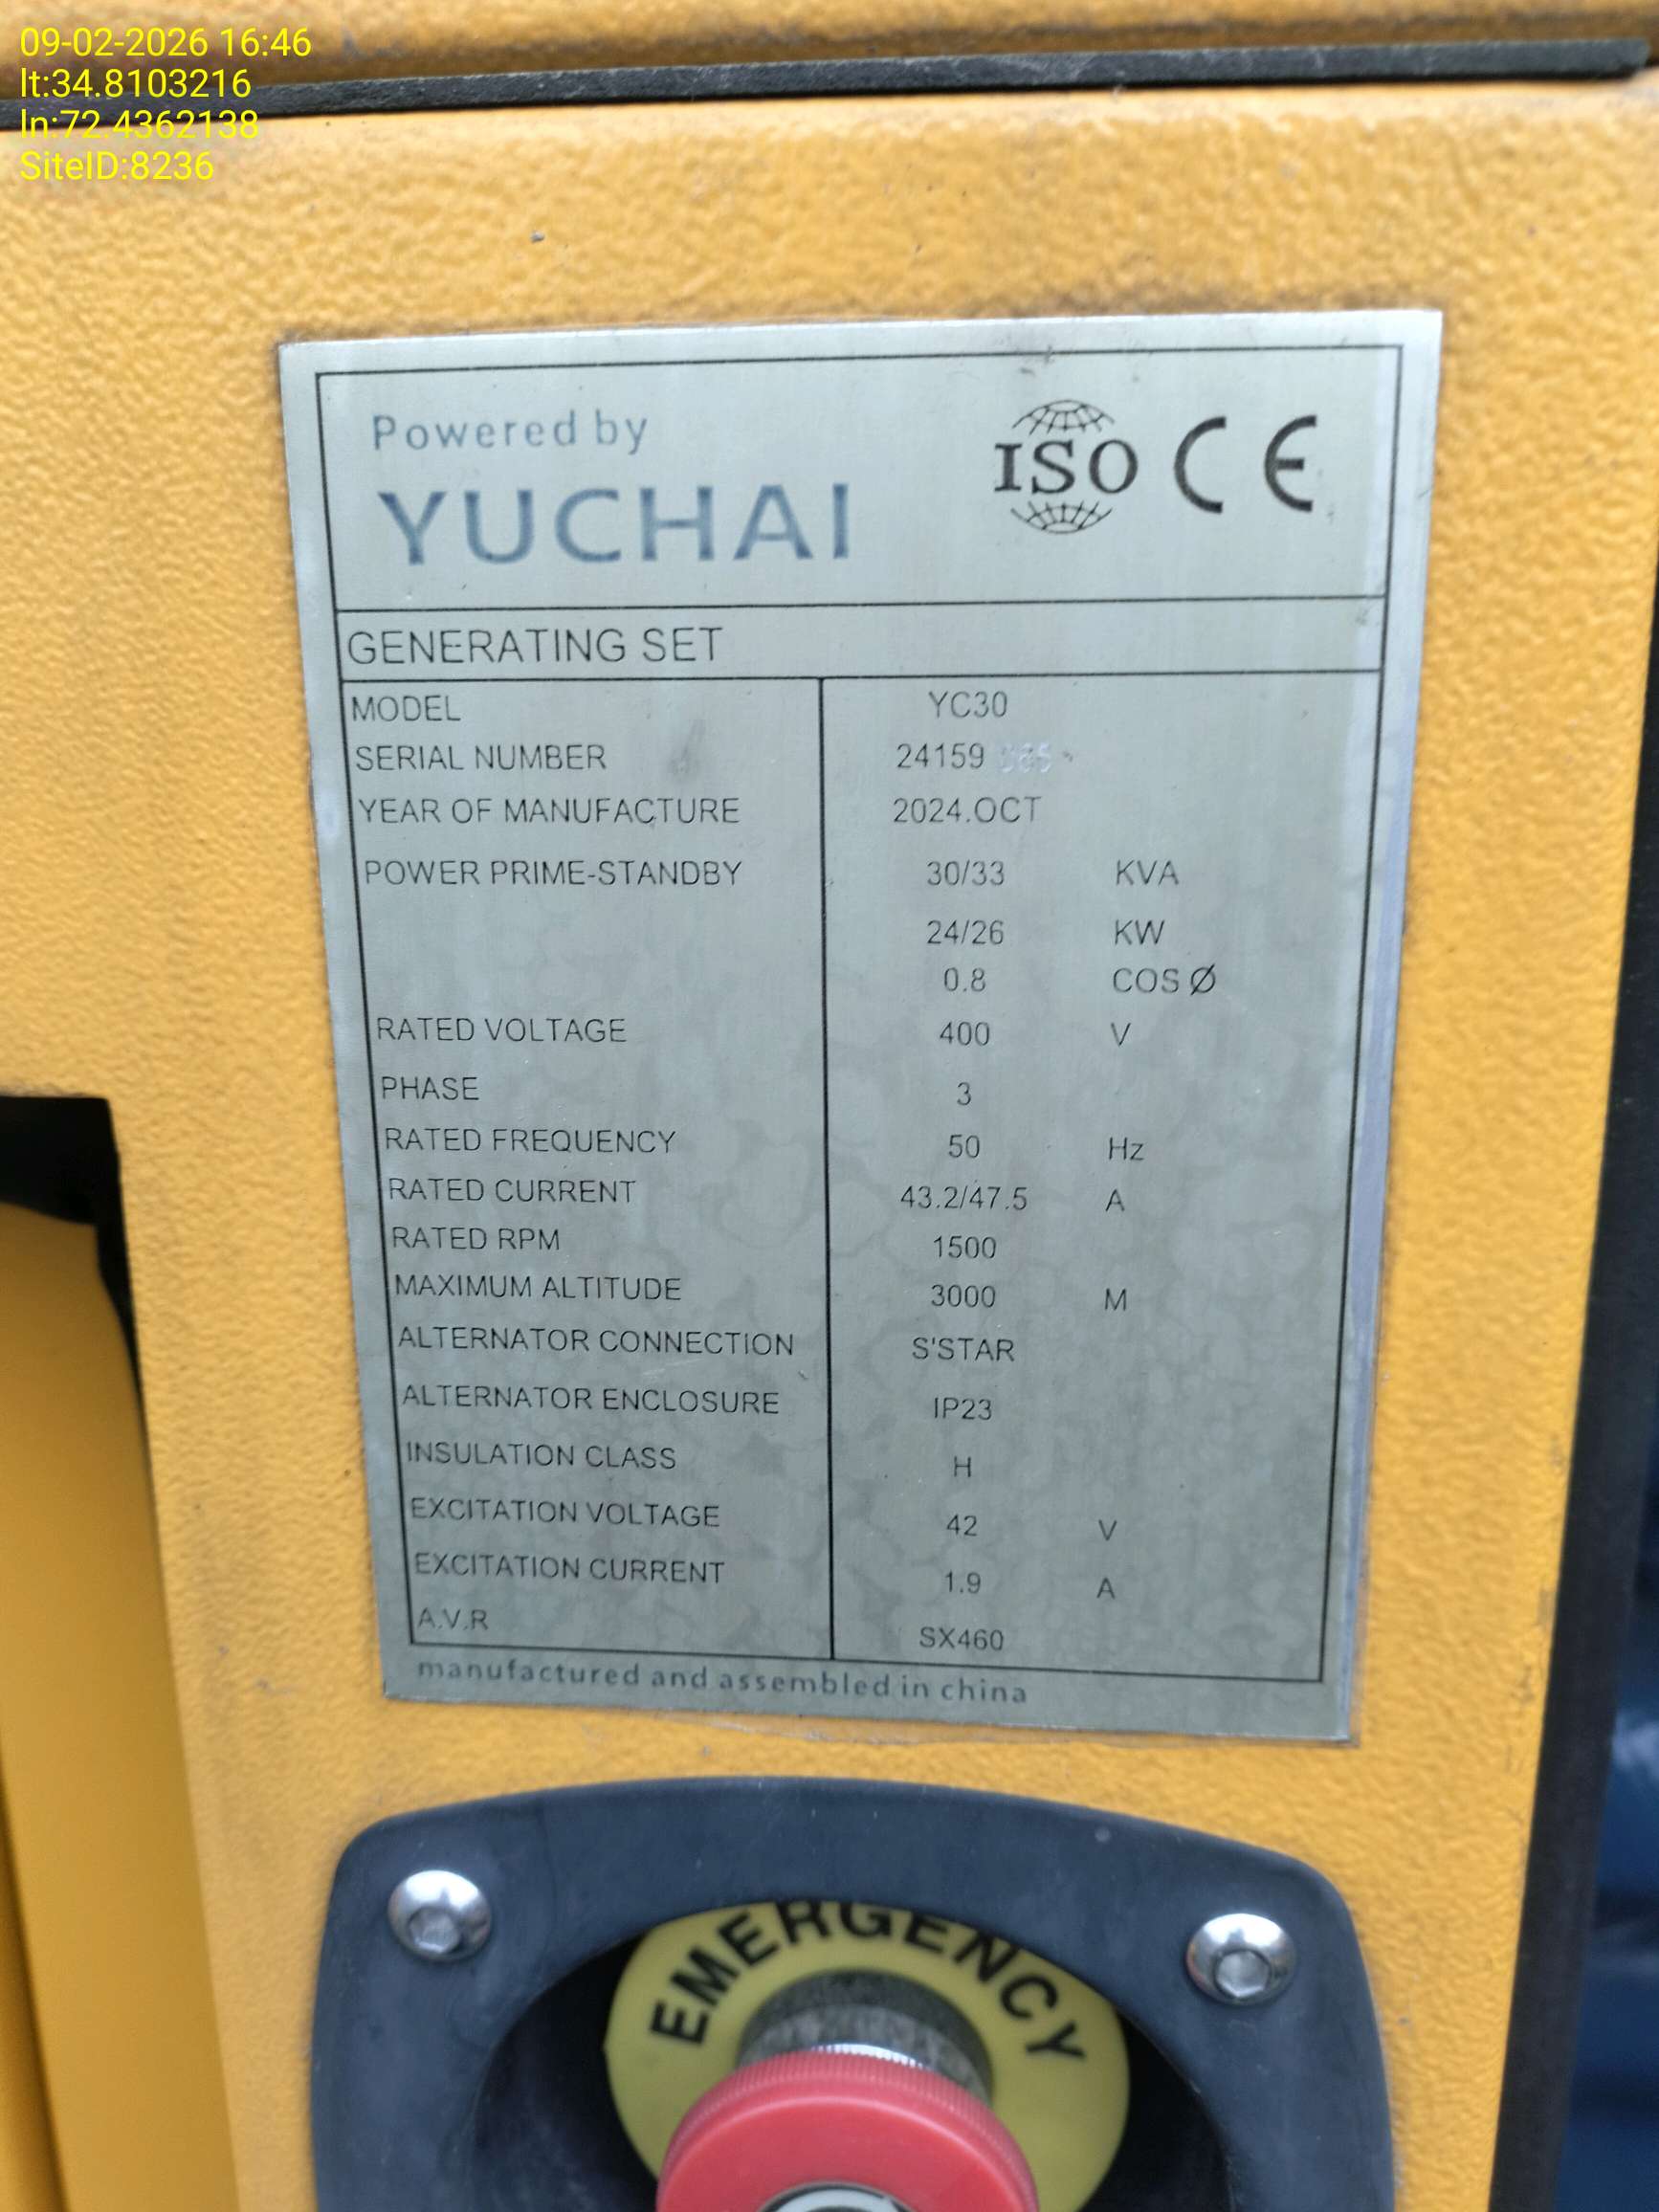 09-02-2026 16:46
lt:34.8103216
ln:72.4362138
SiteID:8236
Powered by
YUCHAI
ISO CE
GENERATING SET
MODEL YC30
SERIAL NUMBER 24159
YEAR OF MANUFACTURE 2024.OCT
POWER PRIME-STANDBY 30/33 KVA
24/26 KW
0.8 COS Ø
RATED VOLTAGE 400 V
PHASE 3
RATED FREQUENCY 50 Hz
RATED CURRENT 43.2/47.5 A
RATED RPM 1500
MAXIMUM ALTITUDE 3000 M
ALTERNATOR CONNECTION S'STAR
ALTERNATOR ENCLOSURE IP23
INSULATION CLASS H
EXCITATION VOLTAGE 42 V
EXCITATION CURRENT 1.9 A
A.V.R SX460
manufactured and assembled in china
EMERGENCY